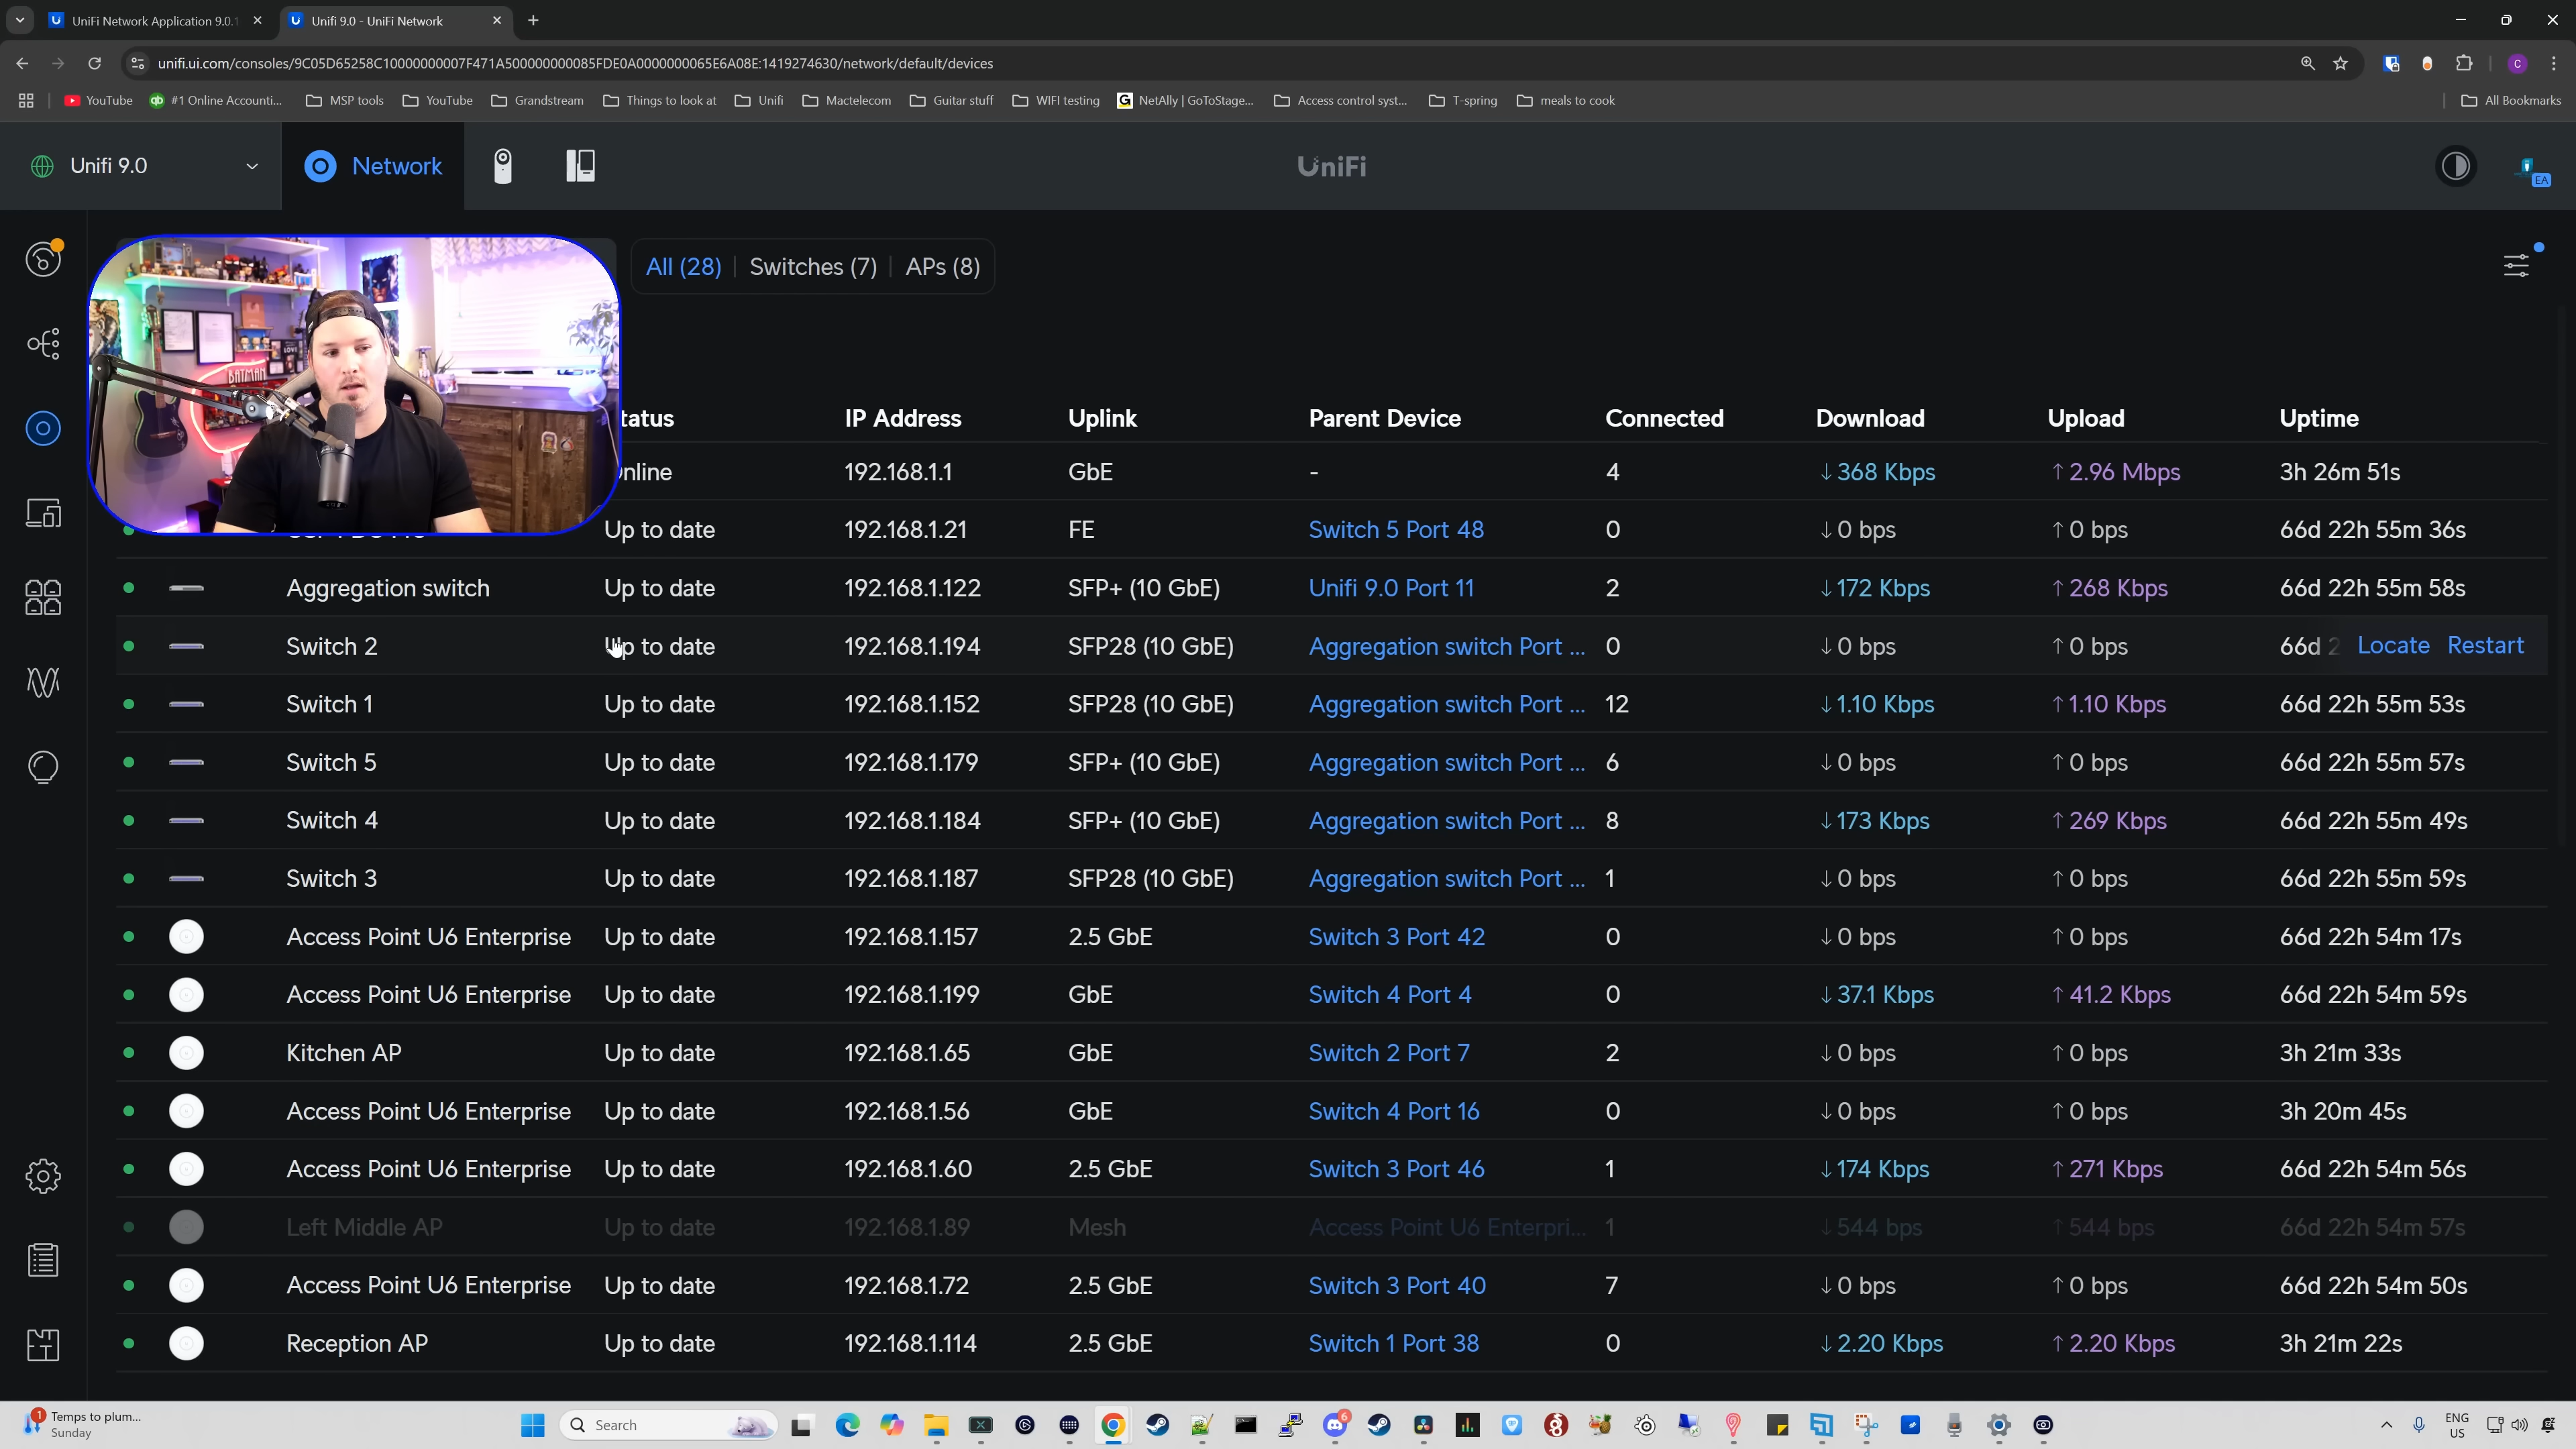 UniFi Network Application 9.0.1
Unifi 9.0 - UniFi Network
unifi.ui.com/consoles/9C05D65258C10000000007F471A500000000085FDE0A0000000065E6A08E:1419274630/network/default/devices
YouTube
#1 Online Accounti...
MSP tools
YouTube
Grandstream
Things to look at
Unifi
Mactelecom
Guitar stuff
WIFI testing
NetAlly | GoToStage...
Access control syst...
T-spring
meals to cook
All Bookmarks
Unifi 9.0
Network
UniFi
EA
All (28) Switches (7) APs (8)
BATMAN
LOVE
tatus IP Address Uplink Parent Device Connected Download Upload Uptime
nline 192.168.1.1 GbE - 4 ↓368 Kbps ↑2.96 Mbps 3h 26m 51s
Up to date 192.168.1.21 FE Switch 5 Port 48 0 ↓0 bps ↑0 bps 66d 22h 55m 36s
Aggregation switch Up to date 192.168.1.122 SFP+ (10 GbE) Unifi 9.0 Port 11 2 ↓172 Kbps ↑268 Kbps 66d 22h 55m 58s
Switch 2 Up to date 192.168.1.194 SFP28 (10 GbE) Aggregation switch Port ... 0 ↓0 bps ↑0 bps 66d 2 Locate Restart
Switch 1 Up to date 192.168.1.152 SFP28 (10 GbE) Aggregation switch Port ... 12 ↓1.10 Kbps ↑1.10 Kbps 66d 22h 55m 53s
Switch 5 Up to date 192.168.1.179 SFP+ (10 GbE) Aggregation switch Port ... 6 ↓0 bps ↑0 bps 66d 22h 55m 57s
Switch 4 Up to date 192.168.1.184 SFP+ (10 GbE) Aggregation switch Port ... 8 ↓173 Kbps ↑269 Kbps 66d 22h 55m 49s
Switch 3 Up to date 192.168.1.187 SFP28 (10 GbE) Aggregation switch Port ... 1 ↓0 bps ↑0 bps 66d 22h 55m 59s
Access Point U6 Enterprise Up to date 192.168.1.157 2.5 GbE Switch 3 Port 42 0 ↓0 bps ↑0 bps 66d 22h 54m 17s
Access Point U6 Enterprise Up to date 192.168.1.199 GbE Switch 4 Port 4 0 ↓37.1 Kbps ↑41.2 Kbps 66d 22h 54m 59s
Kitchen AP Up to date 192.168.1.65 GbE Switch 2 Port 7 2 ↓0 bps ↑0 bps 3h 21m 33s
Access Point U6 Enterprise Up to date 192.168.1.56 GbE Switch 4 Port 16 0 ↓0 bps ↑0 bps 3h 20m 45s
Access Point U6 Enterprise Up to date 192.168.1.60 2.5 GbE Switch 3 Port 46 1 ↓174 Kbps ↑271 Kbps 66d 22h 54m 56s
Left Middle AP Up to date 192.168.1.89 Mesh Access Point U6 Enterpri... 1 ↓544 bps ↑544 bps 66d 22h 54m 57s
Access Point U6 Enterprise Up to date 192.168.1.72 2.5 GbE Switch 3 Port 40 7 ↓0 bps ↑0 bps 66d 22h 54m 50s
Reception AP Up to date 192.168.1.114 2.5 GbE Switch 1 Port 38 0 ↓2.20 Kbps ↑2.20 Kbps 3h 21m 22s
1
Temps to plum...
Sunday
Search
6
ENG
US